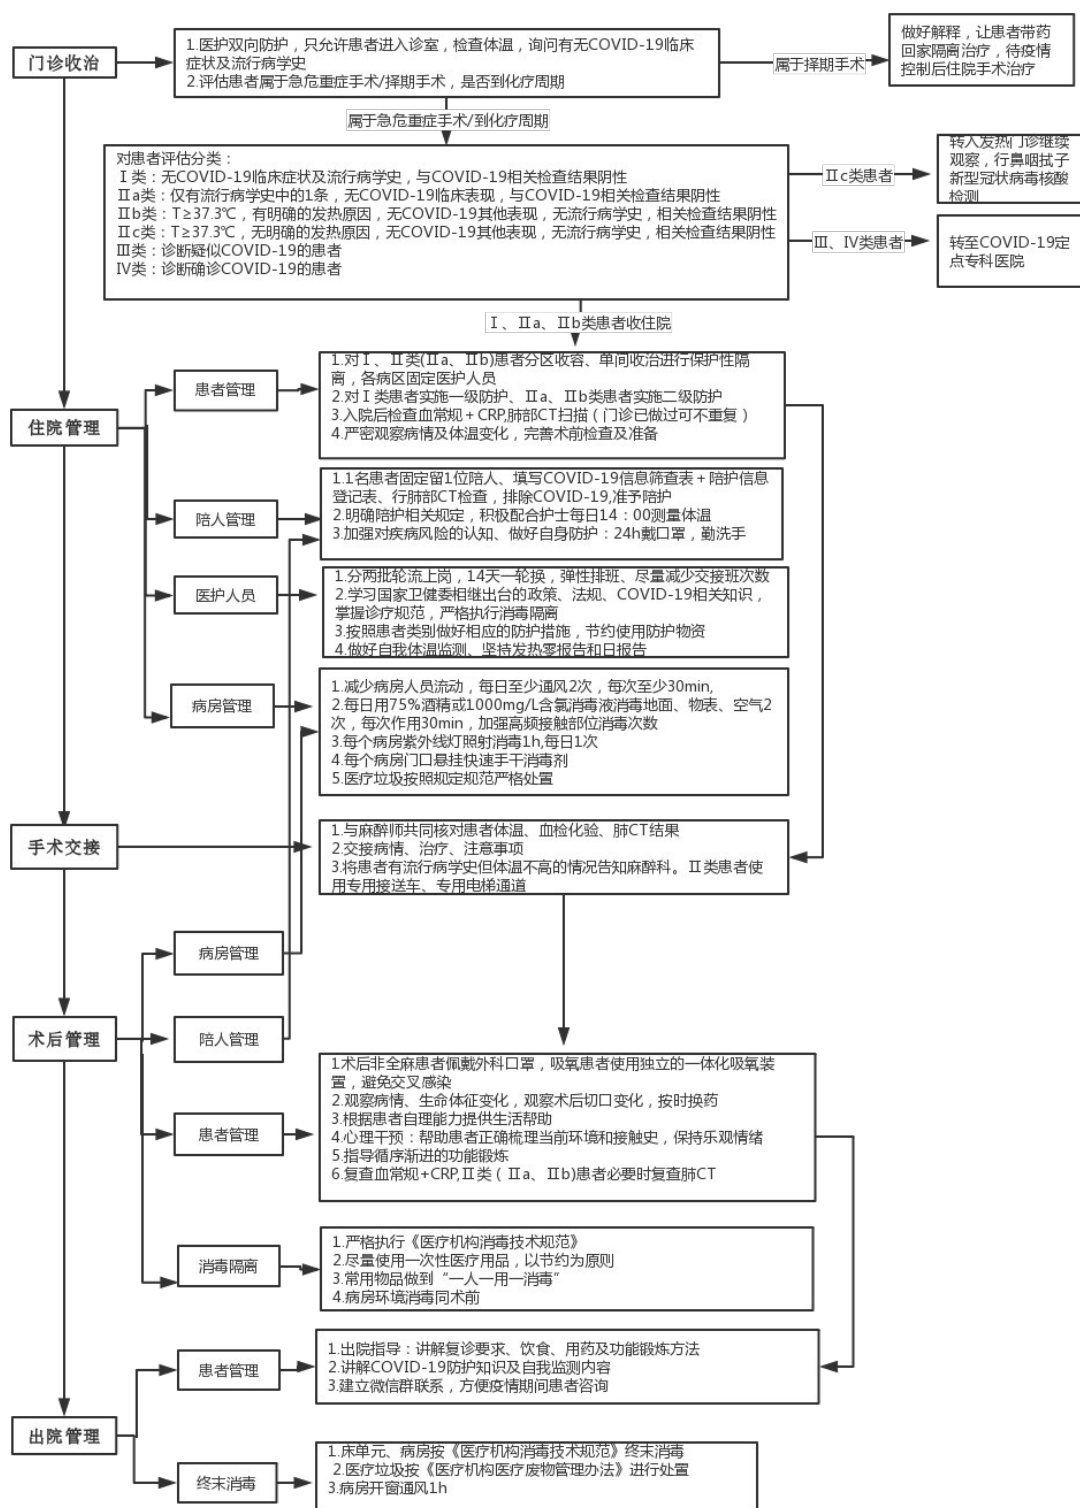 门诊收治
1.医护双向防护，只允许患者进入诊室，检查体温，询问有无COVID-19临床
症状及流行病学史
2.评估患者属于急危重症手术/择期手术，是否到化疗周期
属于择期手术
做好解释，让患者带药
回家隔离治疗，待疫情
控制后住院手术治疗
属于急危重症手术/到化疗周期
对患者评估分类：
Ⅰ类：无COVID-19临床症状及流行病学史，与COVID-19相关检查结果阴性
Ⅱa类：仅有流行病学史中的1条，无COVID-19临床表现，与COVID-19相关检查结果阴性
Ⅱb类：T≥37.3℃，有明确的发热原因，无COVID-19其他表现，无流行病学史，相关检查结果阴性
Ⅱc类：T≥37.3℃，无明确的发热原因，无COVID-19其他表现，无流行病学史，相关检查结果阴性
Ⅲ类：诊断疑似COVID-19的患者
Ⅳ类：诊断确诊COVID-19的患者
Ⅱc类患者
转入发热门诊继续
观察，行鼻咽拭子
新型冠状病毒核酸
检测
Ⅲ、Ⅳ类患者
转至COVID-19定
点专科医院
Ⅰ、Ⅱa、Ⅱb类患者收住院
住院管理
患者管理
1.对Ⅰ、Ⅱ类(Ⅱa、Ⅱb)患者分区收容、单间收治进行保护性隔
离，各病区固定医护人员
2.对Ⅰ类患者实施一级防护、Ⅱa、Ⅱb类患者实施二级防护
3.入院后检查血常规+CRP,肺部CT扫描（门诊已做过可不重复）
4.严密观察病情及体温变化，完善术前检查及准备
陪人管理
1.1名患者固定留1位陪人、填写COVID-19信息筛查表+陪护信息
登记表、行肺部CT检查，排除COVID-19,准予陪护
2.明确陪护相关规定，积极配合护士每日14：00测量体温
3.加强对疾病风险的认知、做好自身防护：24h戴口罩，勤洗手
医护人员
1.分两批轮流上岗，14天一轮换，弹性排班、尽量减少交接班次数
2.学习国家卫健委相继出台的政策、法规、COVID-19相关知识，
掌握诊疗规范，严格执行消毒隔离
3.按照患者类别做好相应的防护措施，节约使用防护物资
4.做好自我体温监测、坚持发热零报告和日报告
病房管理
1.减少病房人员流动，每日至少通风2次，每次至少30min,
2.每日用75%酒精或1000mg/L含氯消毒液消毒地面、物表、空气2
次，每次作用30min，加强高频接触部位消毒次数
3.每个病房紫外线灯照射消毒1h,每日1次
4.每个病房门口悬挂快速手干消毒剂
5.医疗垃圾按照规定规范严格处置
手术交接
1.与麻醉师共同核对患者体温、血检化验、肺CT结果
2.交接病情、治疗、注意事项
3.将患者有流行病学史但体温不高的情况告知麻醉科。Ⅱ类患者使
用专用接送车、专用电梯通道
术后管理
病房管理
陪人管理
患者管理
1术后非全麻患者佩戴外科口罩，吸氧患者使用独立的一体化吸氧装
置，避免交叉感染
2.观察病情、生命体征变化，观察术后切口变化，按时换药
3.根据患者自理能力提供生活帮助
4.心理干预：帮助患者正确梳理当前环境和接触史，保持乐观情绪
5.指导循序渐进的功能锻炼
6.复查血常规+CRP,Ⅱ类（Ⅱa、Ⅱb)患者必要时复查肺CT
消毒隔离
1.严格执行《医疗机构消毒技术规范》
2.尽量使用一次性医疗用品，以节约为原则
3.常用物品做到“一人一用一消毒”
4.病房环境消毒同术前
出院管理
患者管理
1.出院指导：讲解复诊要求、饮食、用药及功能锻炼方法
2.讲解COVID-19防护知识及自我监测内容
3.建立微信群联系，方便疫情期间患者咨询
终末消毒
1.床单元、病房按《医疗机构消毒技术规范》终末消毒
2.医疗垃圾按《医疗机构医疗废物管理办法》进行处置
3.病房开窗通风1h